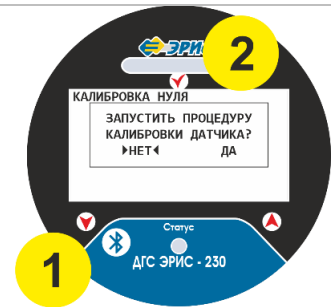 ЭРИС
2
КАЛИБРОВКА НУЛЯ
ЗАПУСТИТЬ ПРОЦЕДУРУ
КАЛИБРОВКИ ДАТЧИКА?
НЕТ ДА
Статус
1
ДГС ЭРИС - 230